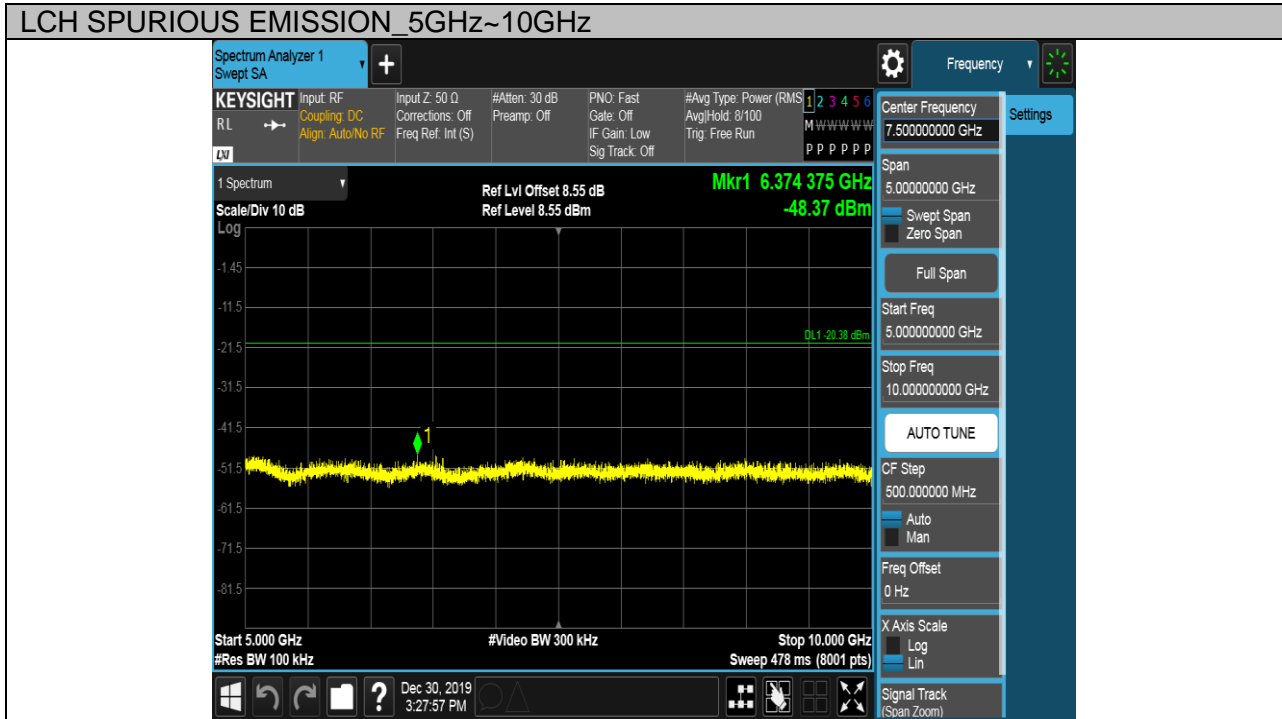 LCH SPURIOUS EMISSION_5GHz~10GHz
Spectrum Analyzer 1
Swept SA
+
Frequency
KEYSIGHT
RL
LXI
Input: RF
Coupling: DC
Align: Auto/No RF
Input Z: 50 Ω
Corrections: Off
Freq Ref: Int (S)
#Atten: 30 dB
Preamp: Off
PNO: Fast
Gate: Off
IF Gain: Low
Sig Track: Off
#Avg Type: Power (RMS
Avg|Hold: 8/100
Trig: Free Run
1 2 3 4 5 6
M W W W W W
P P P P P P
1 Spectrum
Scale/Div 10 dB
Ref Lvl Offset 8.55 dB
Ref Level 8.55 dBm
Mkr1 6.374 375 GHz
-48.37 dBm
Log
-1.45
-11.5
DL1 -20.38 dBm
-21.5
-31.5
-41.5
1
-51.5
-61.5
-71.5
-81.5
Start 5.000 GHz
#Res BW 100 kHz
#Video BW 300 kHz
Stop 10.000 GHz
Sweep 478 ms (8001 pts)
Center Frequency
7.500000000 GHz
Settings
Span
5.00000000 GHz
Swept Span
Zero Span
Full Span
Start Freq
5.000000000 GHz
Stop Freq
10.000000000 GHz
AUTO TUNE
CF Step
500.000000 MHz
Auto
Man
Freq Offset
0 Hz
X Axis Scale
Log
Lin
Signal Track
(Span Zoom)
?
Dec 30, 2019
3:27:57 PM